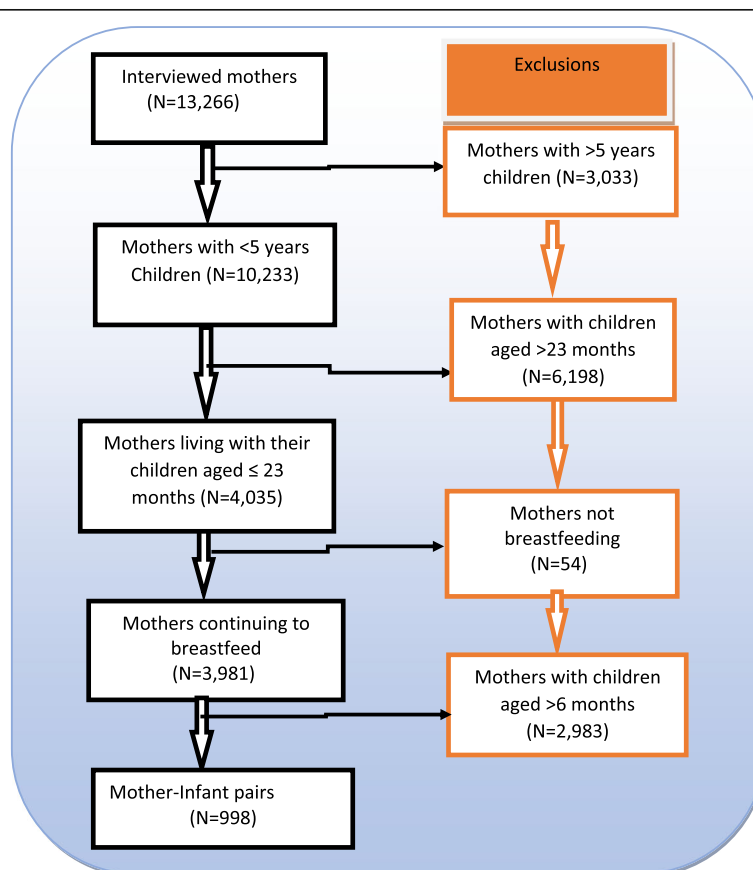 Interviewed mothers
(N=13,266)
Exclusions
Mothers with >5 years
children (N=3,033)
Mothers with <5 years
Children (N=10,233)
Mothers with children
aged >23 months
(N=6,198)
Mothers living with their
children aged ≤ 23
months (N=4,035)
Mothers not
breastfeeding
(N=54)
Mothers continuing to
breastfeed
(N=3,981)
Mothers with children
aged >6 months
(N=2,983)
Mother-Infant pairs
(N=998)